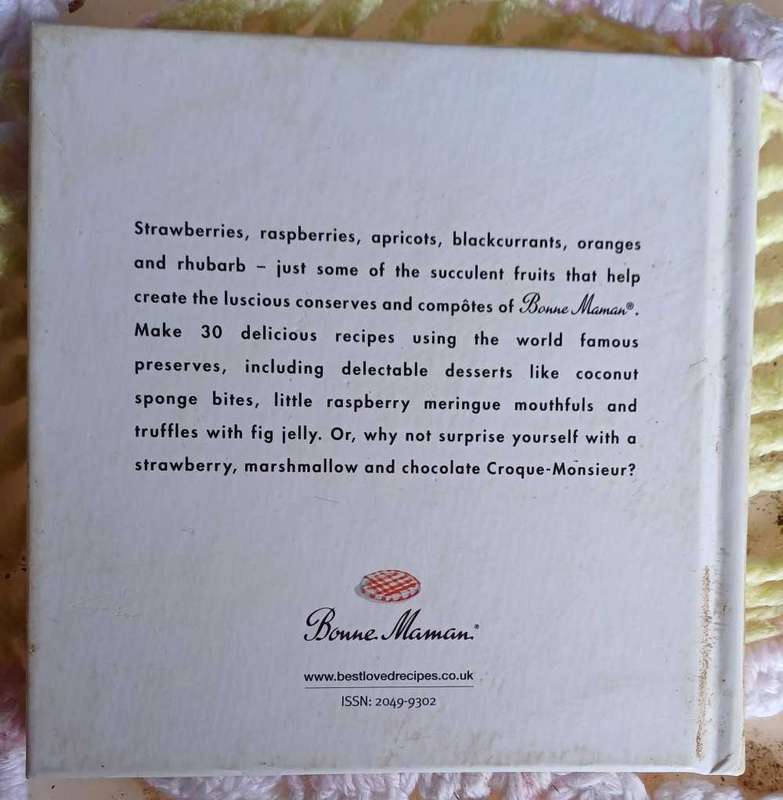 Strawberries, raspberries, apricots, blackcurrants, oranges
and rhubarb – just some of the succulent fruits that help
create the luscious conserves and compôtes of Bonne Maman®.
Make 30 delicious recipes using the world famous
preserves, including delectable desserts like coconut
sponge bites, little raspberry meringue mouthfuls and
truffles with fig jelly. Or, why not surprise yourself with a
strawberry, marshmallow and chocolate Croque-Monsieur?
Bonne Maman®
www.bestlovedrecipes.co.uk
ISSN: 2049-9302